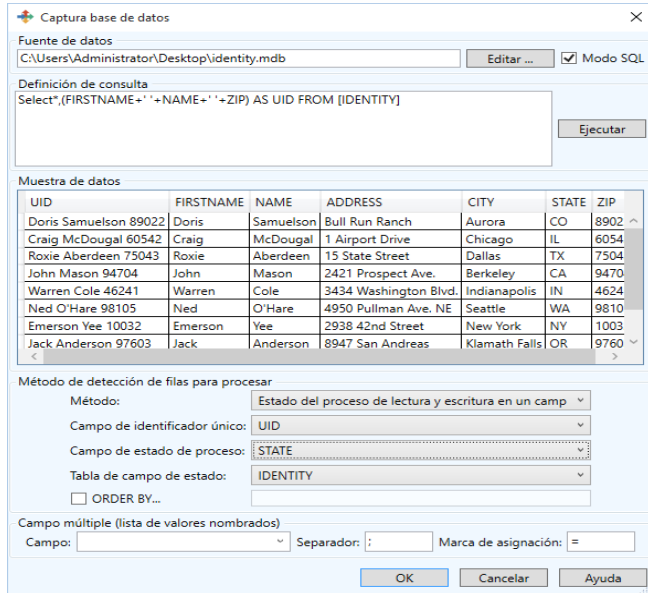 Captura base de datos
Fuente de datos
C:\Users\Administrator\Desktop\identity.mdb Editar ... Modo SQL
Definición de consulta
Select*,(FIRSTNAME+' '+NAME+' '+ZIP) AS UID FROM [IDENTITY]
Ejecutar
Muestra de datos
UID FIRSTNAME NAME ADDRESS CITY STATE ZIP
Doris Samuelson 89022 Doris Samuelson Bull Run Ranch Aurora CO 8902
Craig McDougal 60542 Craig McDougal 1 Airport Drive Chicago IL 6054
Roxie Aberdeen 75043 Roxie Aberdeen 15 State Street Dallas TX 7504
John Mason 94704 John Mason 2421 Prospect Ave. Berkeley CA 9470
Warren Cole 46241 Warren Cole 3434 Washington Blvd. Indianapolis IN 4624
Ned O'Hare 98105 Ned O'Hare 4950 Pullman Ave. NE Seattle WA 9810
Emerson Yee 10032 Emerson Yee 2938 42nd Street New York NY 1003
Jack Anderson 97603 Jack Anderson 8947 San Andreas Klamath Falls OR 9760
Método de detección de filas para procesar
Método: Estado del proceso de lectura y escritura en un camp
Campo de identificador único: UID
Campo de estado de proceso: STATE
Tabla de campo de estado: IDENTITY
ORDER BY...
Campo múltiple (lista de valores nombrados)
Campo: Separador: ; Marca de asignación: =
OK Cancelar Ayuda